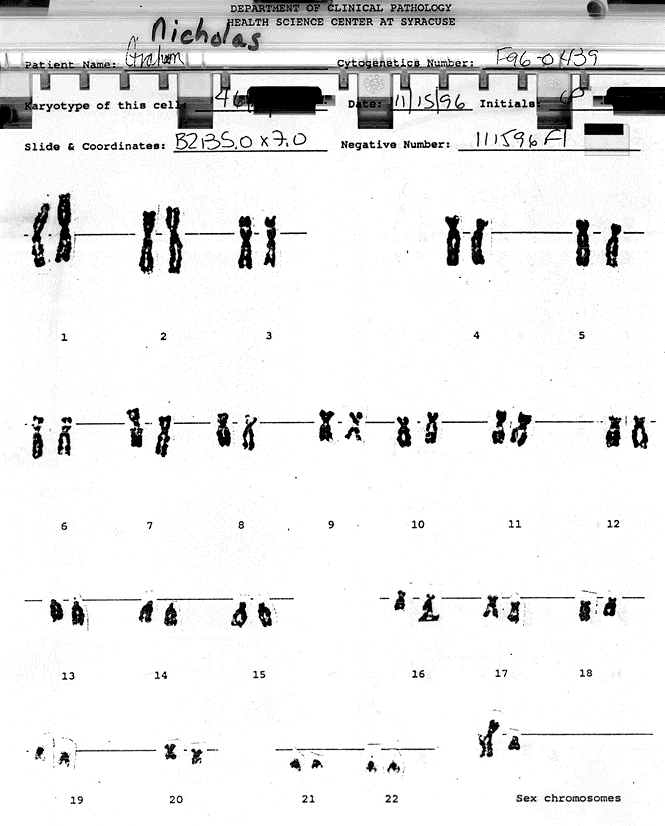 DEPARTMENT OF CLINICAL PATHOLOGY
HEALTH SCIENCE CENTER AT SYRACUSE
Nicholas
Patient Name: Graham Cytogenetics Number: F96-0439
Karyotype of this cell: 46 Date: 11/15/96 Initials:
Slide & Coordinates: B2135.0x7.0 Negative Number: 111596F1
1 2 3 4 5
6 7 8 9 10 11 12
13 14 15 16 17 18
19 20 21 22 Sex chromosomes